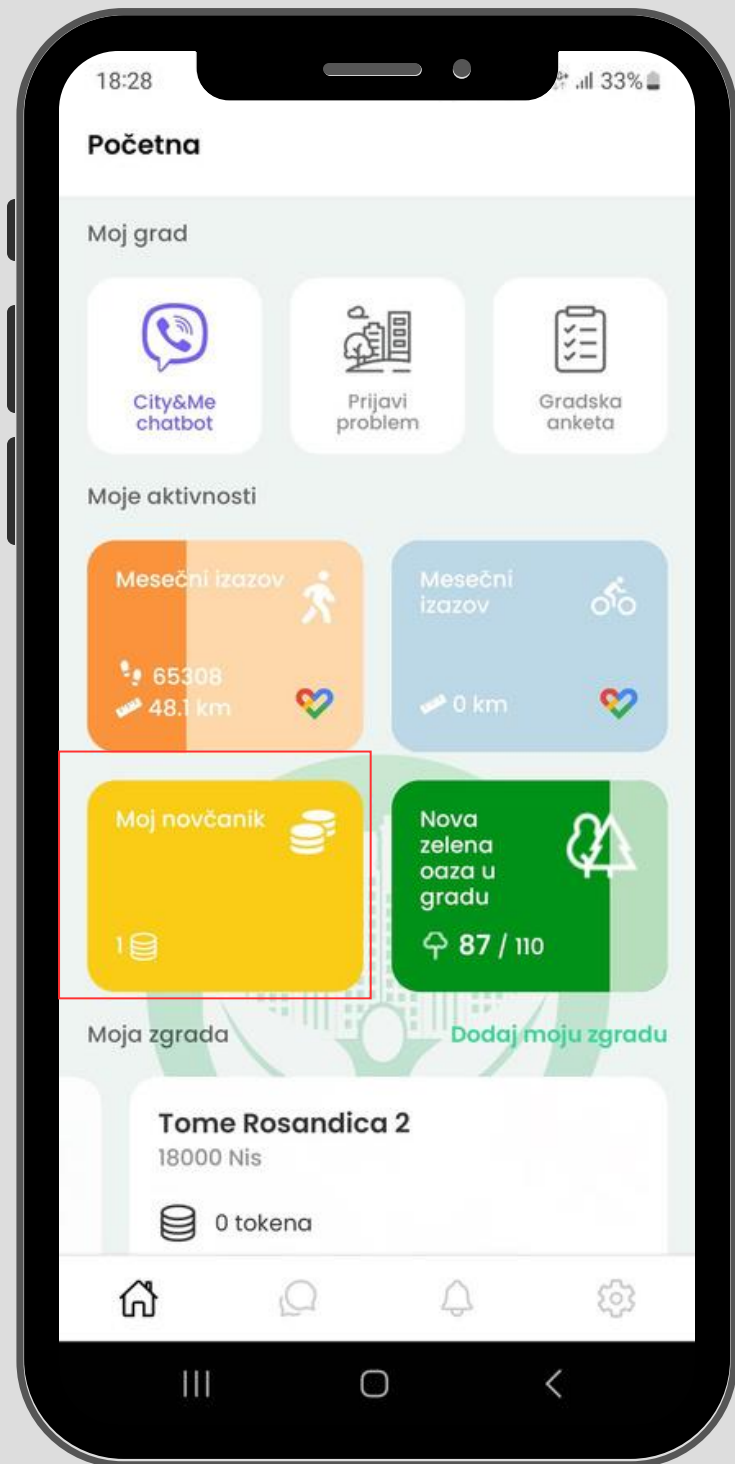 18:28
33%
Početna
Moj grad
City&Me
chatbot
Prijavi
problem
Gradska
anketa
Moje aktivnosti
Mesečni izazov
65308
48.1 km
Mesečni
izazov
0 km
Moj novčanik
1
Nova
zelena
oaza u
gradu
87 / 110
Moja zgrada
Dodaj moju zgradu
Tome Rosandica 2
18000 Nis
0 tokena